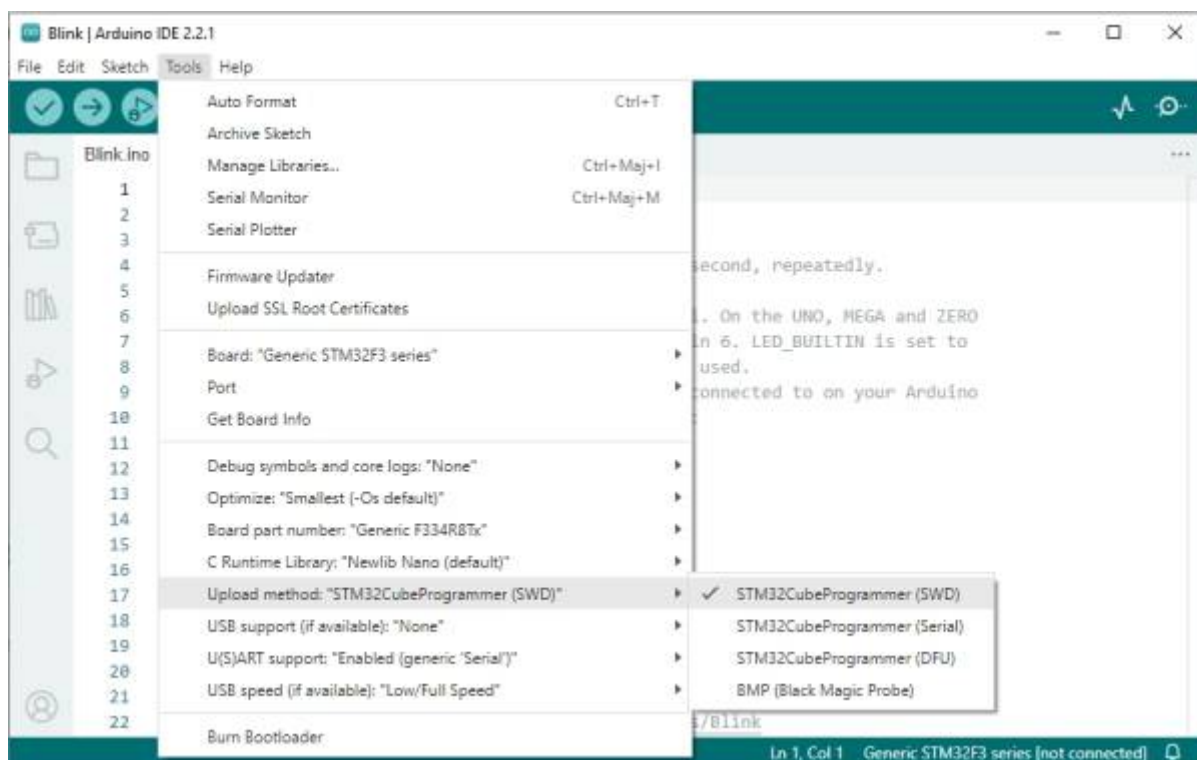 Blink | Arduino IDE 2.2.1
File Edit Sketch Tools Help
Blink.ino
Auto Format Ctrl+T
Archive Sketch
Manage Libraries... Ctrl+Maj+I
Serial Monitor Ctrl+Maj+M
Serial Plotter
Firmware Updater
Upload SSL Root Certificates
Board: "Generic STM32F3 series"
Port
Get Board Info
Debug symbols and core logs: "None"
Optimize: "Smallest (-Os default)"
Board part number: "Generic F334R8Tx"
C Runtime Library: "Newlib Nano (default)"
Upload method: "STM32CubeProgrammer (SWD)"
USB support (if available): "None"
U(S)ART support: "Enabled (generic 'Serial')"
USB speed (if available): "Low/Full Speed"
Burn Bootloader
STM32CubeProgrammer (SWD)
STM32CubeProgrammer (Serial)
STM32CubeProgrammer (DFU)
BMP (Black Magic Probe)
1
2
3
4 second, repeatedly.
5
6 . On the UNO, MEGA and ZERO
7 in 6. LED_BUILTIN is set to
8 used.
9 connected to on your Arduino
10
11
12
13
14
15
16
17
18
19
20
21
22 s/Blink
Ln 1, Col 1 Generic STM32F3 series [not connected]